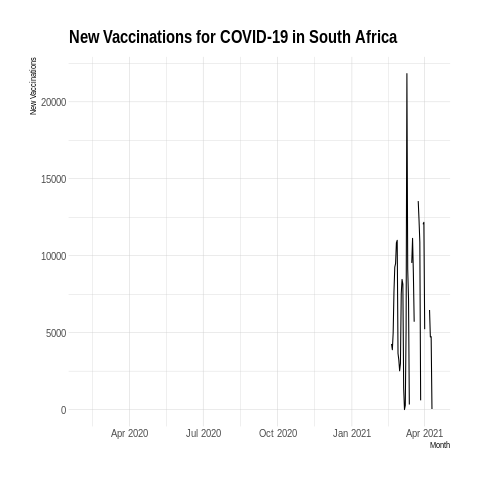 New Vaccinations for COVID-19 in South Africa
New Vaccinations
20000
15000
10000
5000
0
Apr 2020 Jul 2020 Oct 2020 Jan 2021 Apr 2021
Month